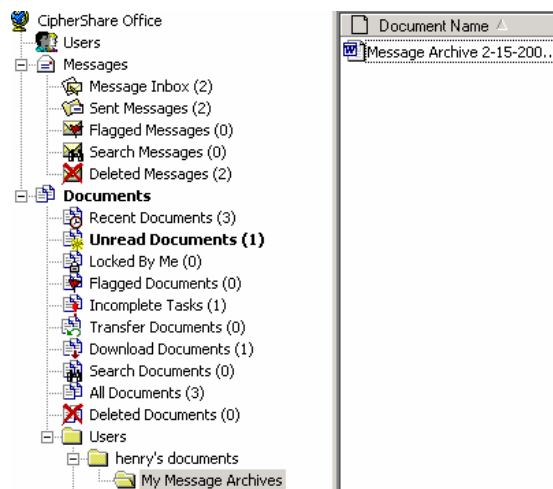 CipherShare Office
Users
Messages
Message Inbox (2)
Sent Messages (2)
Flagged Messages (0)
Search Messages (0)
Deleted Messages (2)
Documents
Recent Documents (3)
Unread Documents (1)
Locked By Me (0)
Flagged Documents (0)
Incomplete Tasks (1)
Transfer Documents (0)
Download Documents (1)
Search Documents (0)
All Documents (3)
Deleted Documents (0)
Users
henry's documents
My Message Archives
Document Name
Message Archive 2-15-200...